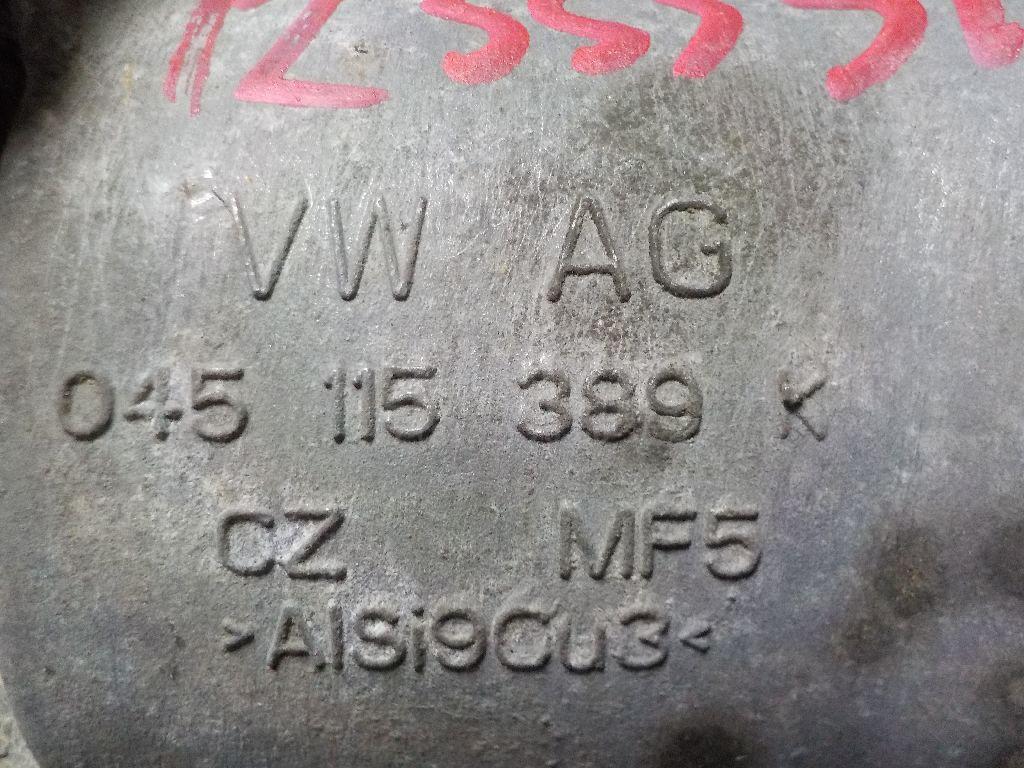 VW AG
045 115 389 K
CZ MF5
>AlSi9Cu3<